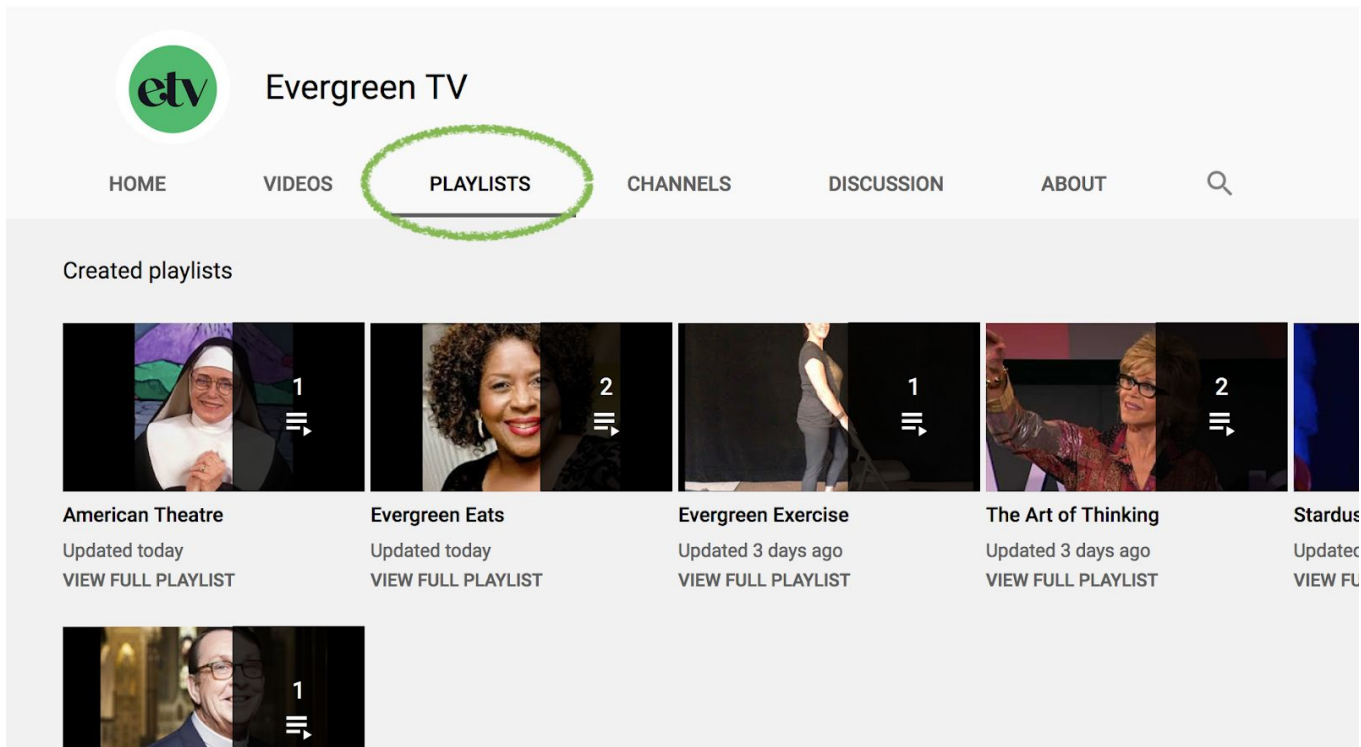 etv
Evergreen TV
HOME VIDEOS PLAYLISTS CHANNELS DISCUSSION ABOUT
Created playlists
1 2 1 2
American Theatre Evergreen Eats Evergreen Exercise The Art of Thinking
Updated today Updated today Updated 3 days ago Updated 3 days ago
VIEW FULL PLAYLIST VIEW FULL PLAYLIST VIEW FULL PLAYLIST VIEW FULL PLAYLIST VIEW
1